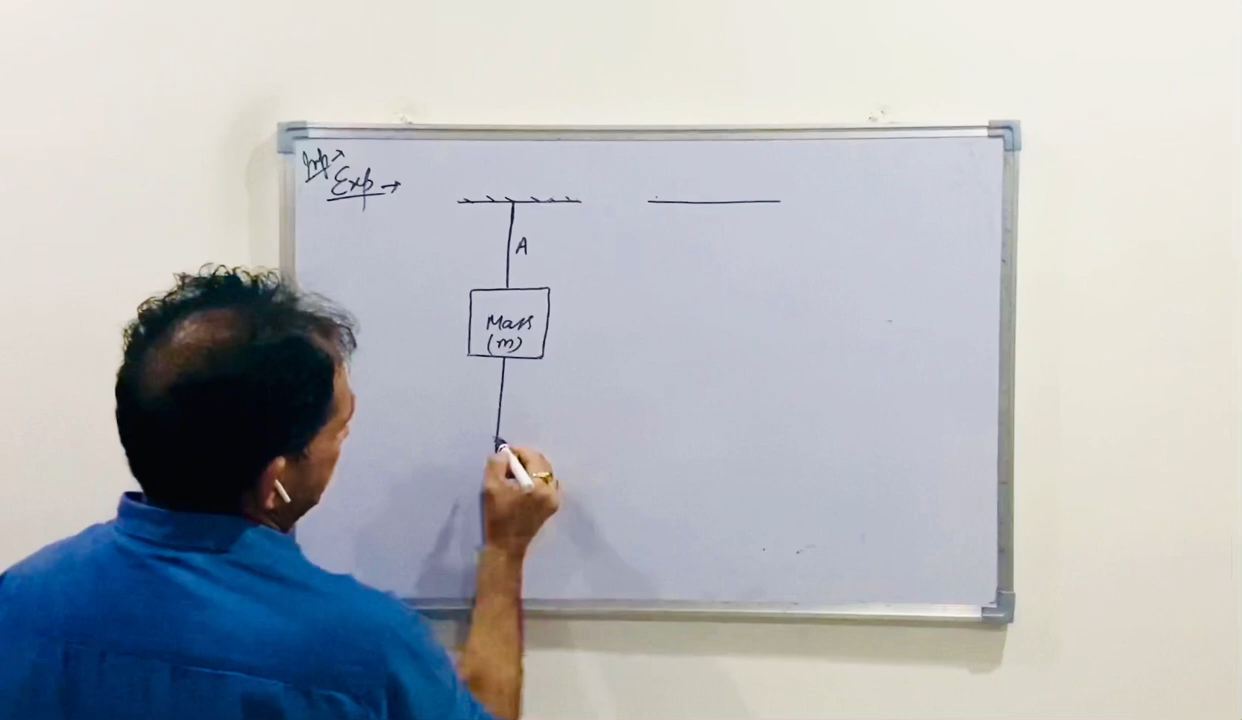 Imp →
Exp →
A
Mass
(m)